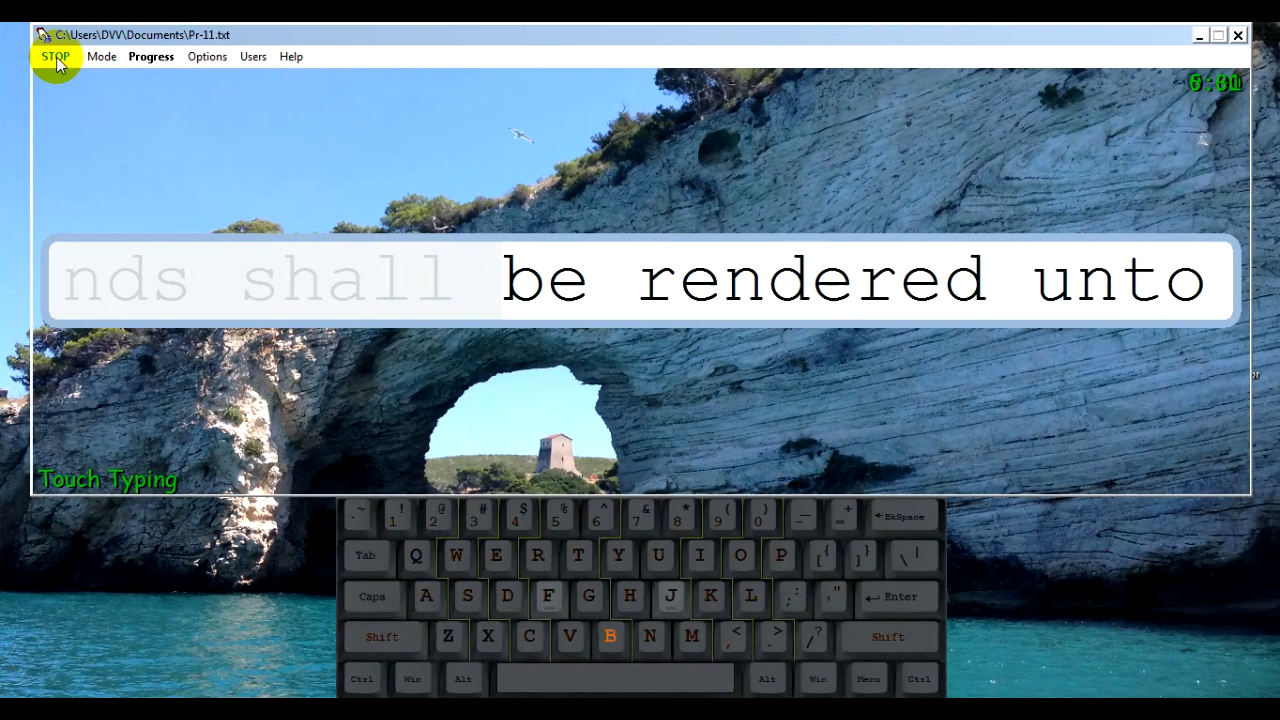 C:\Users\DVV\Documents\Pr-11.txt
STOP Mode Progress Options Users Help
nds shall be rendered unto
Touch Typing
` ~ ! 1 @ 2 # 3 $ 4 % 5 ^ 6 & 7 * 8 ( 9 ) 0 _ - + = BkSpace
Tab Q W E R T Y U I O P [ { ] } \ |
Caps A S D F G H J K L ; : ' " Enter
Shift Z X C V B N M < , > . / ? Shift
Ctrl Win Alt Alt Win Menu Ctrl